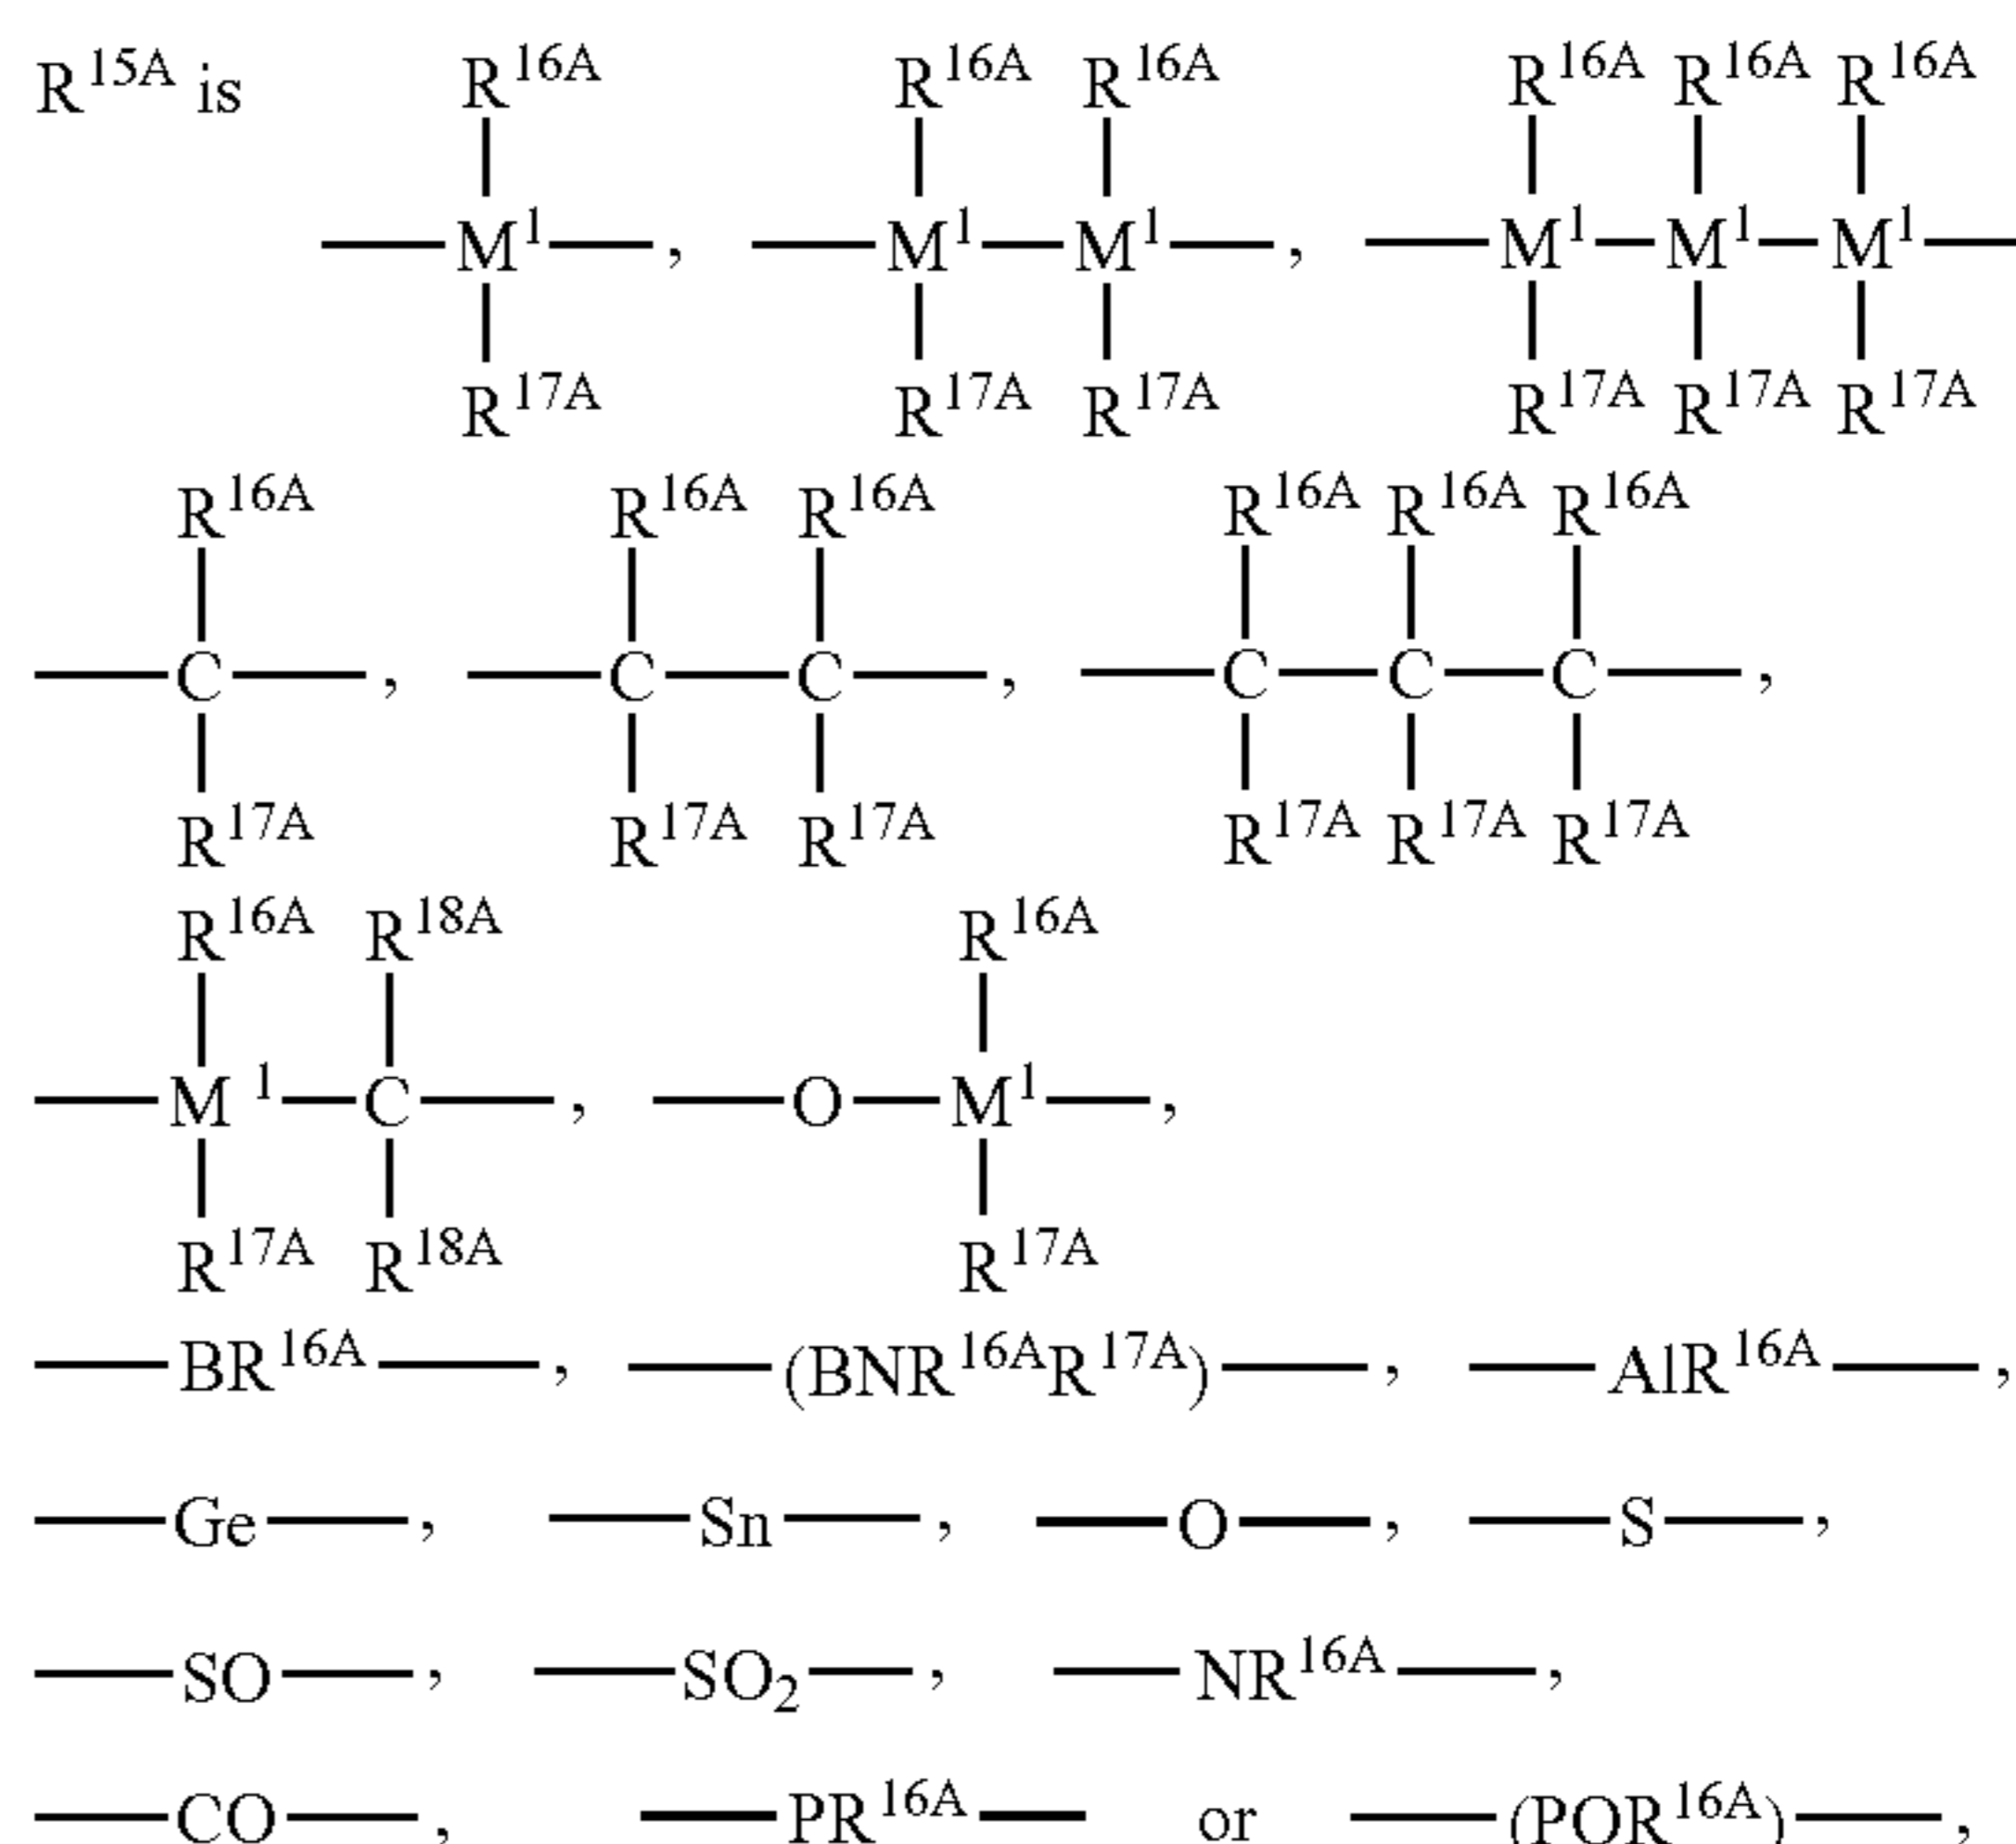 R15A is R16A R16A R16A R16A R16A R16A
M1, M1 M1, M1 M1 M1
R17A R17A R17A R17A R17A R17A
R16A R16A R16A R16A R16A R16A
C, C C, C C C,
R17A R17A R17A R17A R17A R17A
R16A R18A R16A
M1 C, O M1,
R17A R18A R17A
BR16A, (BNR16AR17A), AlR16A,
Ge, Sn, O, S,
SO, SO2, NR16A,
CO, PR16A or (POR16A),